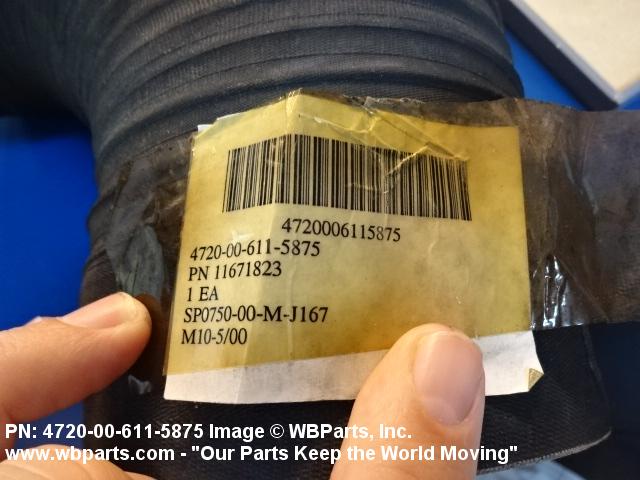 4720006115875
4720-00-611-5875
PN 11671823
1 EA
SP0750-00-M-J167
M10-5/00
PN: 4720-00-611-5875 Image © WBParts, Inc.
www.wbparts.com - "Our Parts Keep the World Moving"